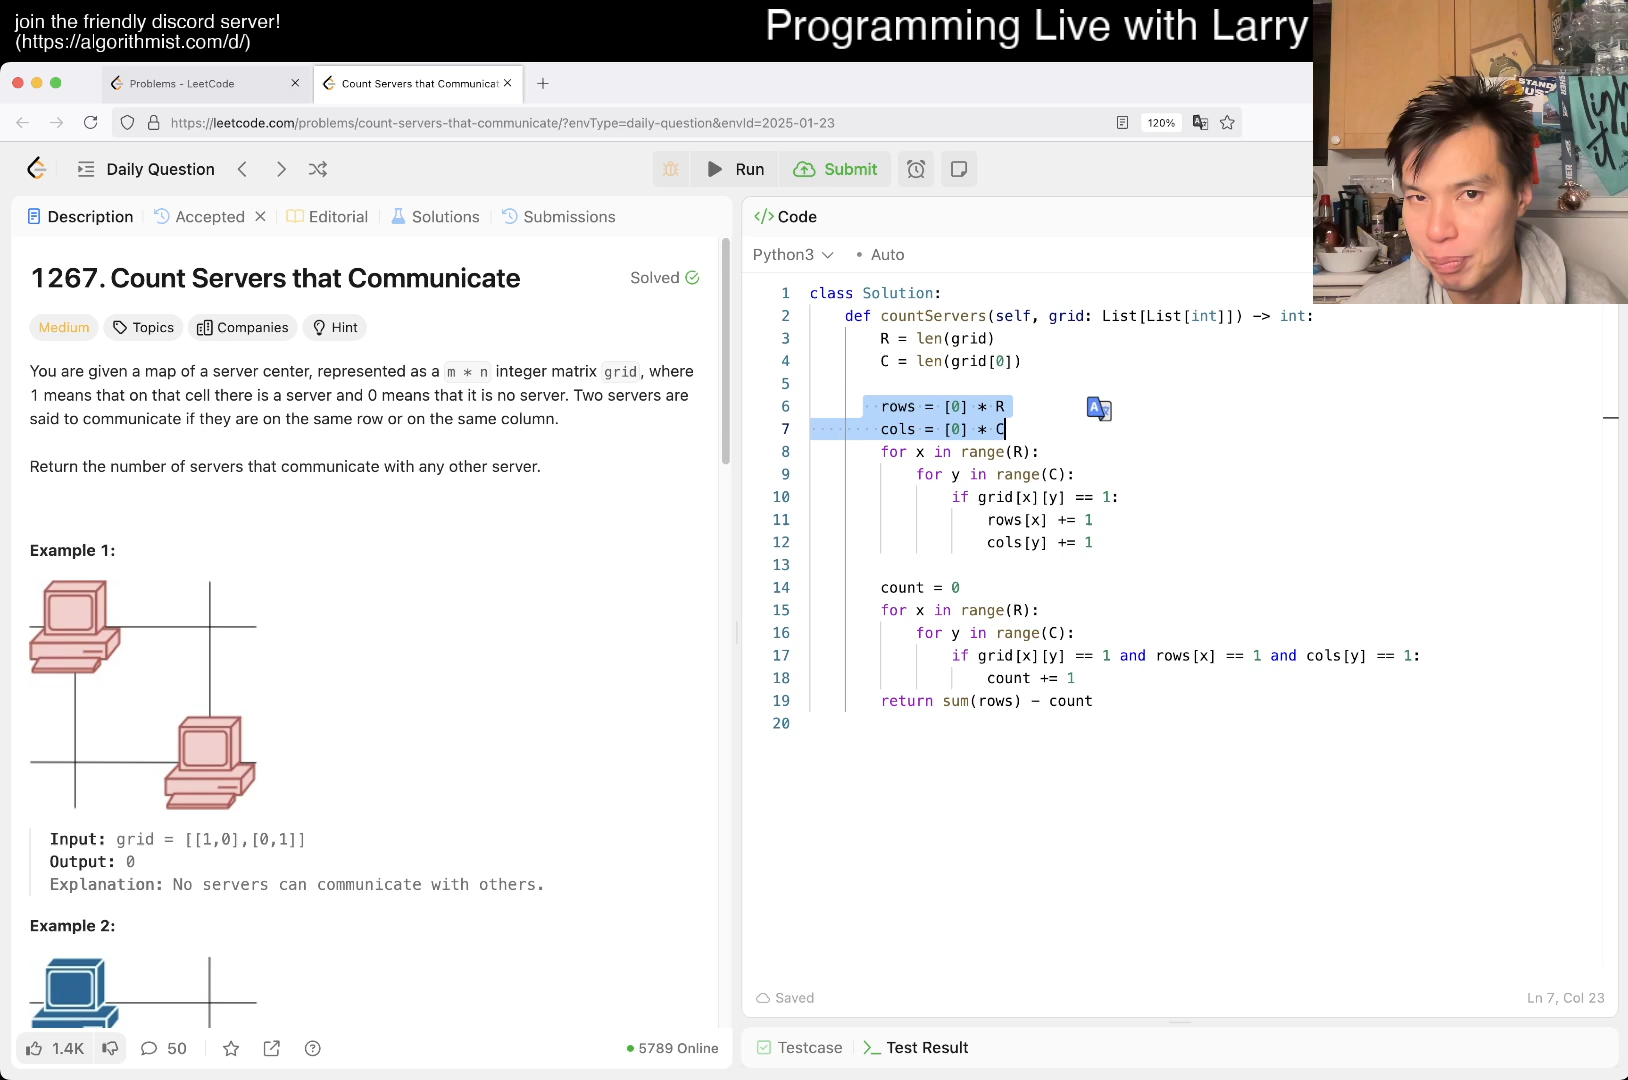 join the friendly discord server!
(https://algorithmist.com/d/)
Programming Live with Larry
Problems - LeetCode
Count Servers that Communicat
https://leetcode.com/problems/count-servers-that-communicate/?envType=daily-question&envId=2025-01-23
120%
Daily Question
Run
Submit
Description
Accepted
Editorial
Solutions
Submissions
1267. Count Servers that Communicate
Solved
Medium
Topics
Companies
Hint
You are given a map of a server center, represented as a m * n integer matrix grid, where
1 means that on that cell there is a server and 0 means that it is no server. Two servers are
said to communicate if they are on the same row or on the same column.
Return the number of servers that communicate with any other server.
Example 1:
Input: grid = [[1,0],[0,1]]
Output: 0
Explanation: No servers can communicate with others.
Example 2:
1.4K
50
5789 Online
</> Code
Python3
Auto
1 class Solution:
2 def countServers(self, grid: List[List[int]]) -> int:
3 R = len(grid)
4 C = len(grid[0])
5
6 rows = [0] * R
7 cols = [0] * C
8 for x in range(R):
9 for y in range(C):
10 if grid[x][y] == 1:
11 rows[x] += 1
12 cols[y] += 1
13
14 count = 0
15 for x in range(R):
16 for y in range(C):
17 if grid[x][y] == 1 and rows[x] == 1 and cols[y] == 1:
18 count += 1
19 return sum(rows) - count
20
Saved
Ln 7, Col 23
Testcase
Test Result
STAND